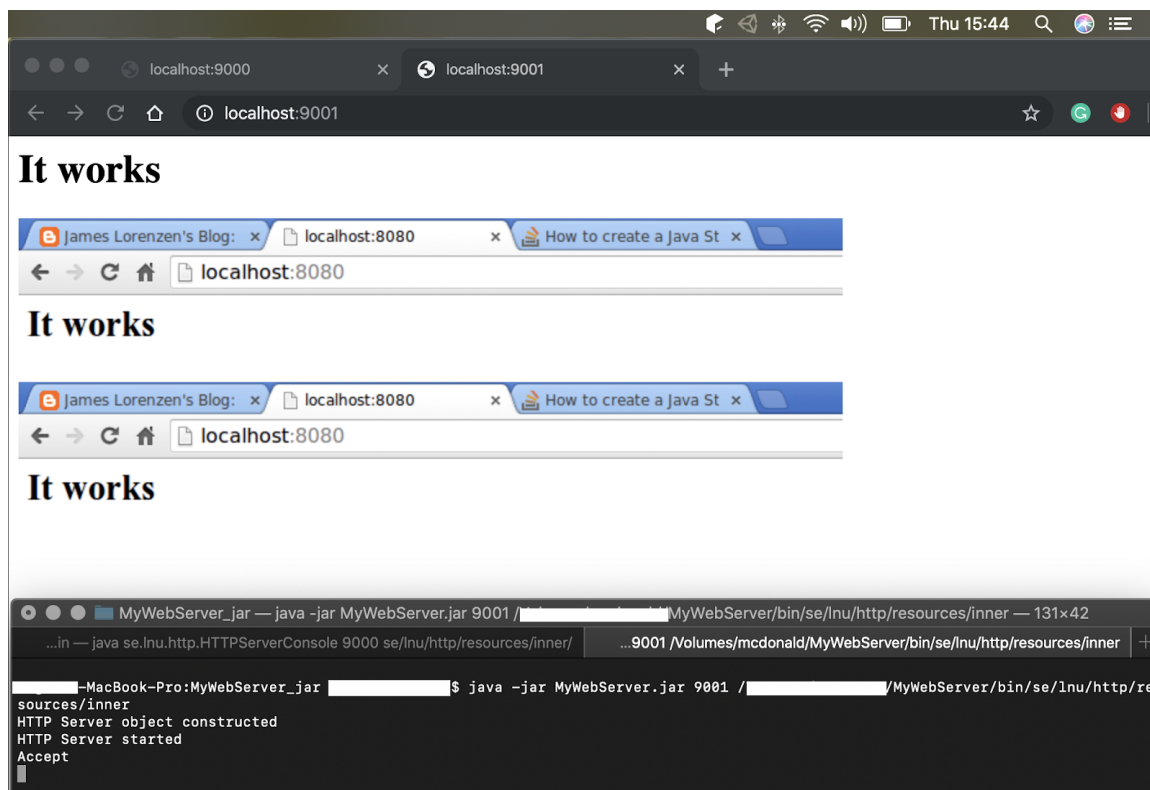 Thu 15:44
localhost:9000 localhost:9001
localhost:9001
It works
James Lorenzen's Blog: localhost:8080 How to create a Java St
localhost:8080
It works
James Lorenzen's Blog: localhost:8080 How to create a Java St
localhost:8080
It works
MyWebServer_jar — java -jar MyWebServer.jar 9001 / MyWebServer/bin/se/lnu/http/resources/inner — 131×42
...in — java se.lnu.http.HTTPServerConsole 9000 se/lnu/http/resources/inner/ ...9001 /Volumes/mcdonald/MyWebServer/bin/se/lnu/http/resources/inner
-MacBook-Pro:MyWebServer_jar $ java -jar MyWebServer.jar 9001 / /MyWebServer/bin/se/lnu/http/re
sources/inner
HTTP Server object constructed
HTTP Server started
Accept